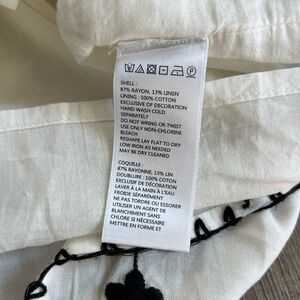 SHELL :
87% RAYON, 13% LINEN
LINING : 100% COTTON
EXCLUSIVE OF DECORATION
HAND WASH COLD
SEPARATELY
DO NOT WRING OR TWIST
USE ONLY NON-CHLORINE
BLEACH
RESHAPE LAY FLAT TO DRY
LOW IRON AS NEEDED
MAY BE DRY CLEANED
COQUILLE :
87% RAYONNE, 13% LIN
DOUBLURE : 100% COTON
EXCLUSIF DE DÉCORATION
LAVER À LA MAIN À L'EAU
FROIDE SÉPARÉMENT
NE PAS TORDRE OU ESSORER
UTILISER UN AGENT DE
BLANCHIMENT SANS
CHLORE SI NÉCESSAIRE
METTRE EN FORME ET